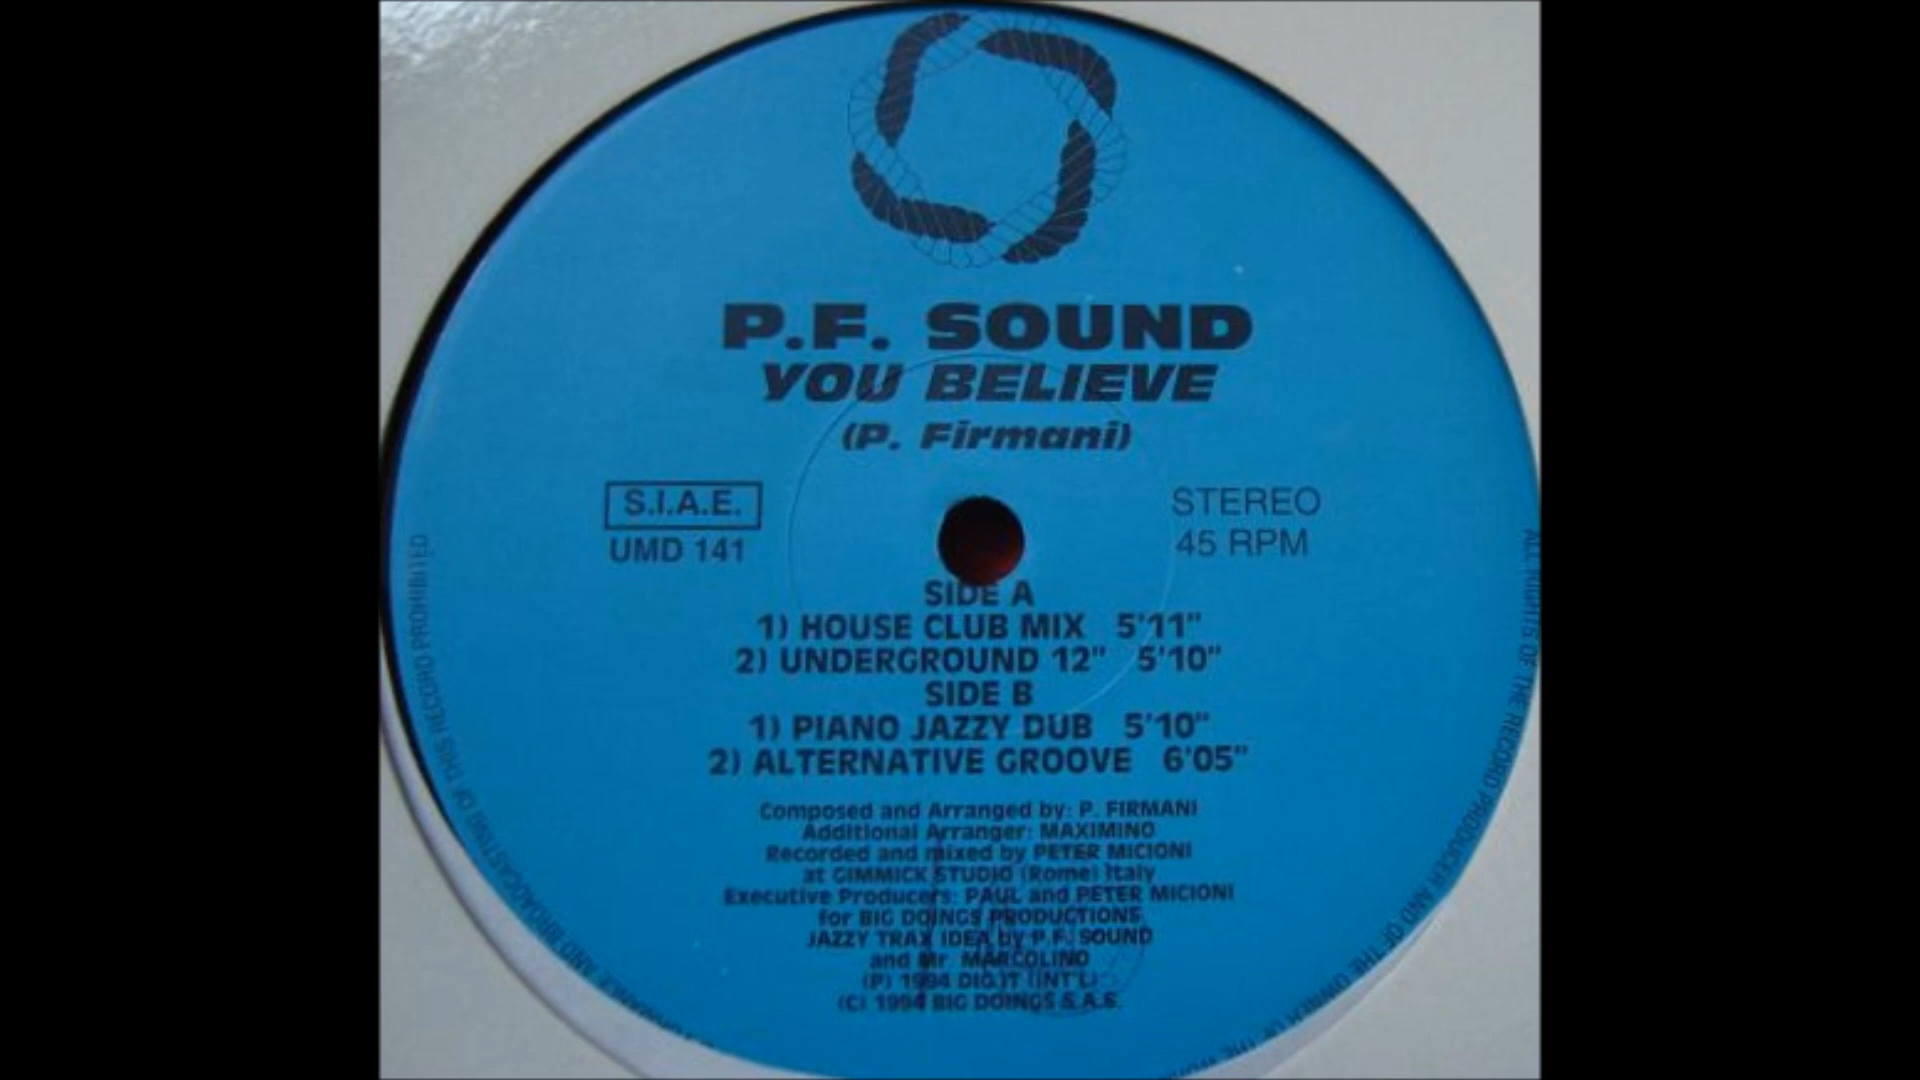 P.F. SOUND
YOU BELIEVE
(P. Firmani)
S.I.A.E.
UMD 141
STEREO
45 RPM
SIDE A
1) HOUSE CLUB MIX 5'11"
2) UNDERGROUND 12" 5'10"
SIDE B
1) PIANO JAZZY DUB 5'10"
2) ALTERNATIVE GROOVE 6'05"
Composed and Arranged by: P. FIRMANI
Additional Arranger: MAXIMINO
Recorded and mixed by PETER MICIONI
at GIMMICK STUDIO (Rome) Italy
Executive Producers: PAUL and PETER MICIONI
for BIG DOINGS PRODUCTIONS
JAZZY TRAX IDEA by P.F. SOUND
and Mr MARCOLINO
(P) 1994 DIG IT (INT'L)
(C) 1994 BIG DOINGS S.A.S.
ALL RIGHTS OF THE RECORD PRODUCER AND OF THE OWNER OF THE
AND BROADCASTING OF THIS RECORD PROHIBITED